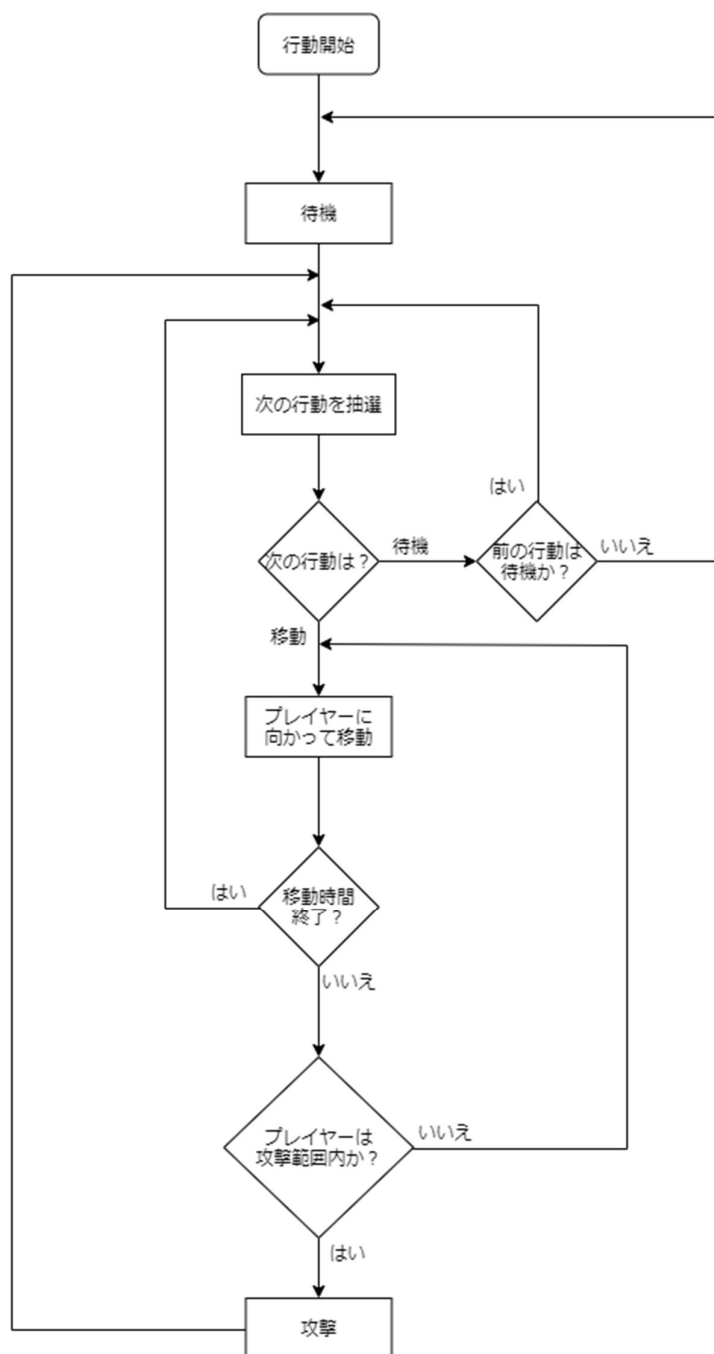 行動開始
待機
次の行動を抽選
はい
次の行動は？
待機
前の行動は
待機か？
いいえ
移動
プレイヤーに
向かって移動
はい
移動時間
終了？
いいえ
プレイヤーは
攻撃範囲内か？
いいえ
はい
攻撃